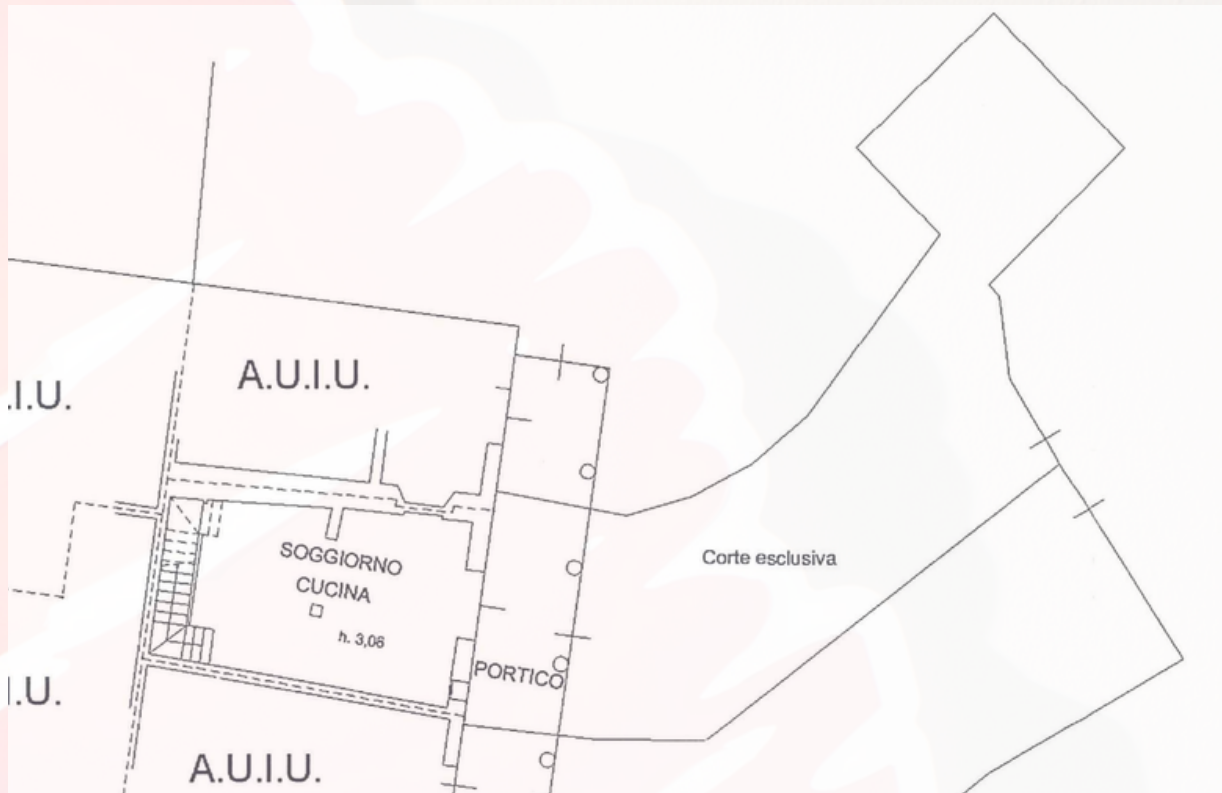 A.U.I.U.
.I.U.
SOGGIORNO
CUCINA
h. 3,06
Corte esclusiva
PORTICO
I.U.
A.U.I.U.